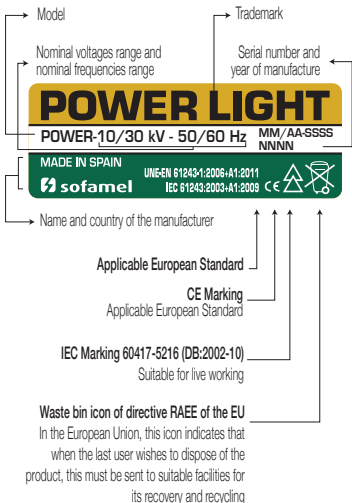 Model
Trademark
Nominal voltages range and
nominal frequencies range
Serial number and
year of manufacture
POWER LIGHT
POWER-10/30 kV - 50/60 Hz
MM/AA-SSSS
NNNN
MADE IN SPAIN
sofamel
UNE-EN 61243-1:2006+A1:2011
IEC 61243:2003+A1:2009
CE
Name and country of the manufacturer
Applicable European Standard
CE Marking
Applicable European Standard
IEC Marking 60417-5216 (DB:2002-10)
Suitable for live working
Waste bin icon of directive RAEE of the EU
In the European Union, this icon indicates that
when the last user wishes to dispose of the
product, this must be sent to suitable facilities for
its recovery and recycling